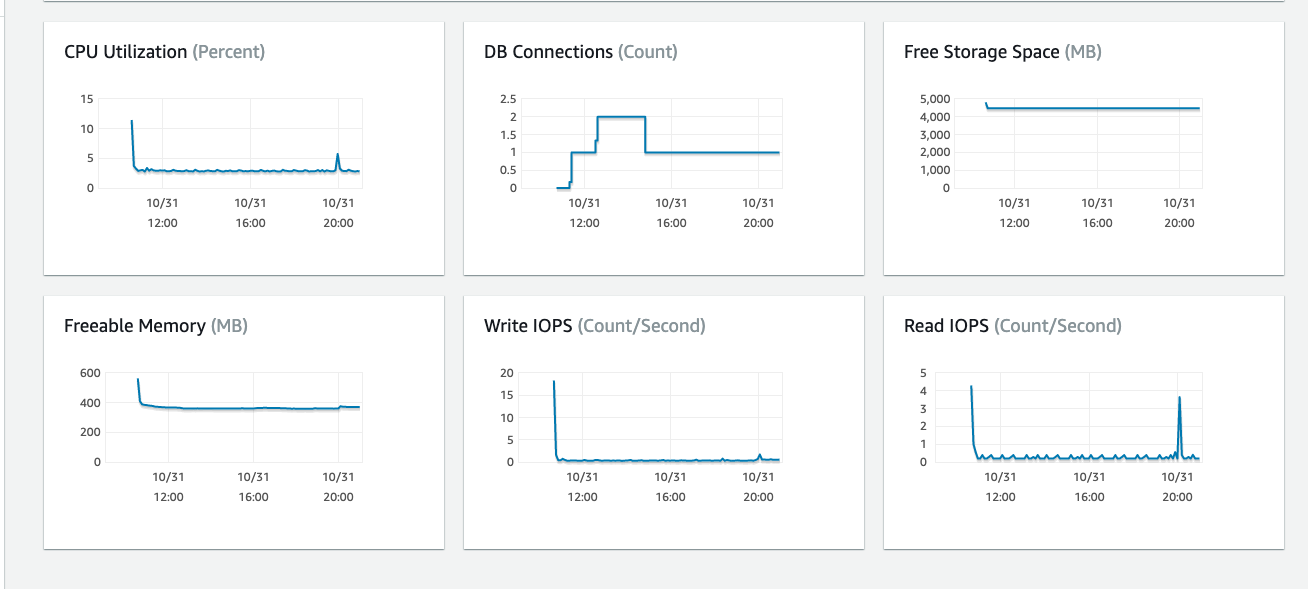 CPU Utilization (Percent)
15
10
5
0
10/31 10/31 10/31
12:00 16:00 20:00
DB Connections (Count)
2.5
2
1.5
1
0.5
0
10/31 10/31 10/31
12:00 16:00 20:00
Free Storage Space (MB)
5,000
4,000
3,000
2,000
1,000
0
10/31 10/31 10/31
12:00 16:00 20:00
Freeable Memory (MB)
600
400
200
0
10/31 10/31 10/31
12:00 16:00 20:00
Write IOPS (Count/Second)
20
15
10
5
0
10/31 10/31 10/31
12:00 16:00 20:00
Read IOPS (Count/Second)
5
4
3
2
1
0
10/31 10/31 10/31
12:00 16:00 20:00